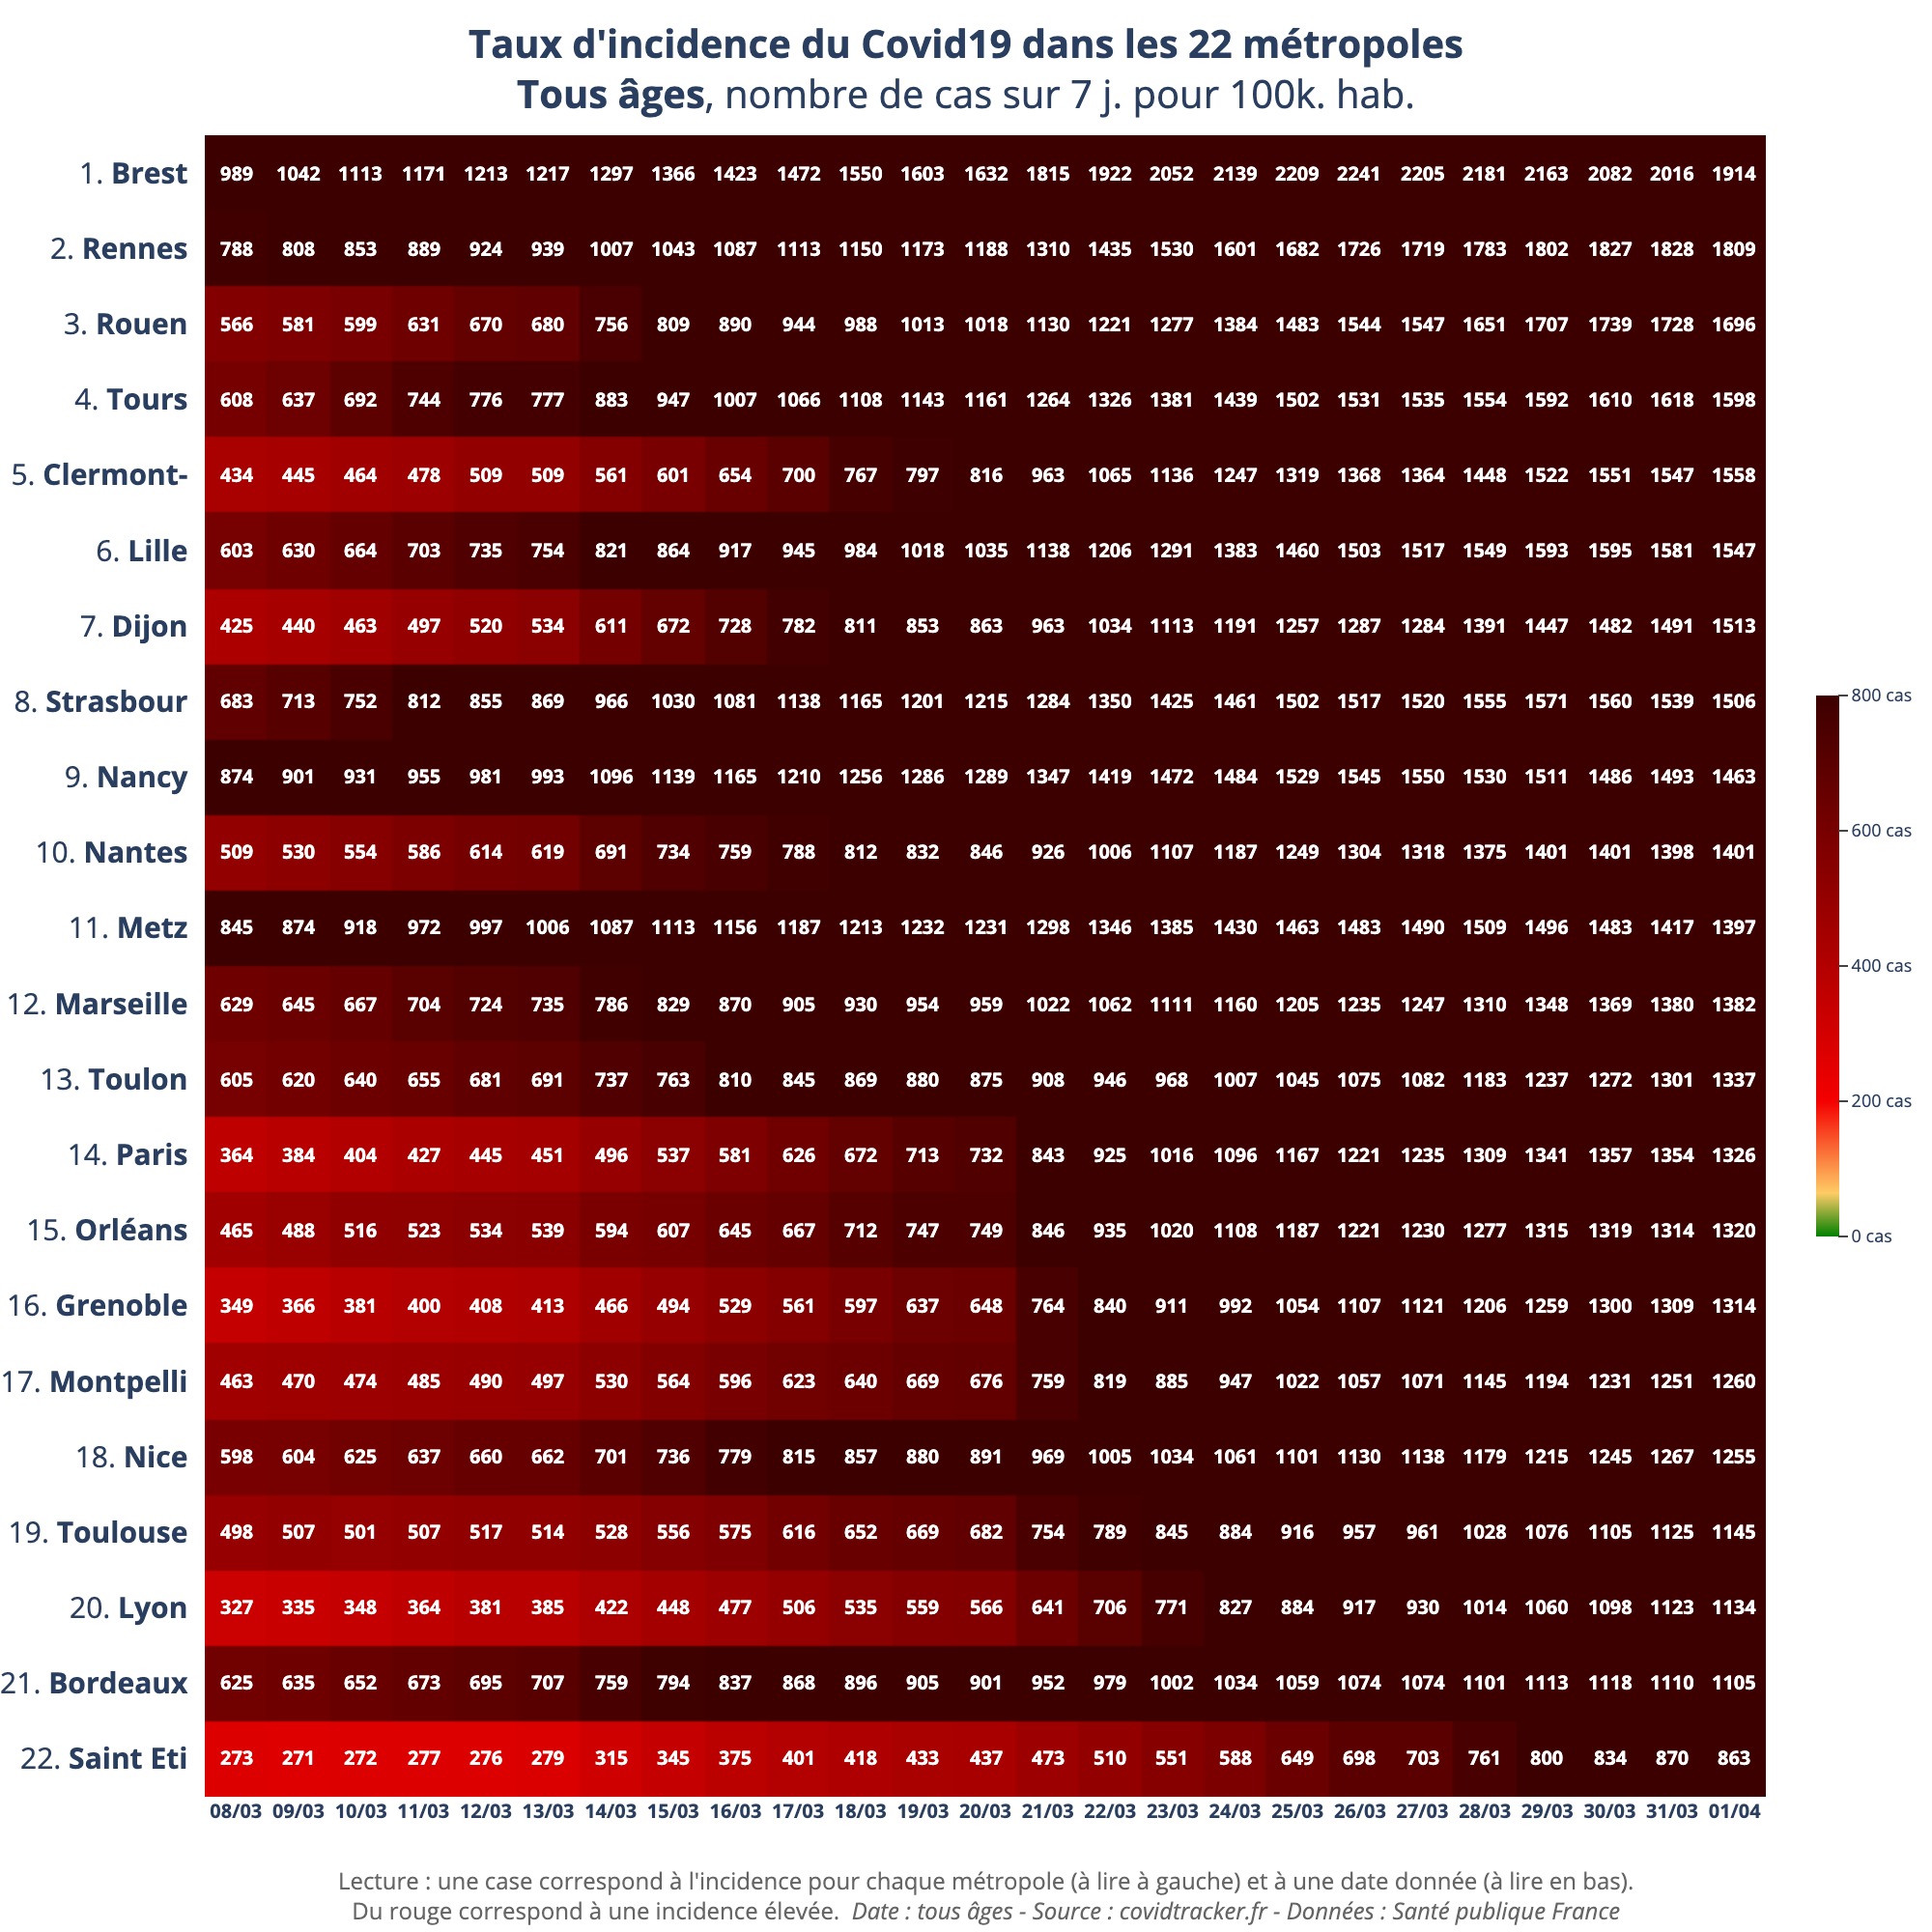 Taux d'incidence du Covid19 dans les 22 métropoles
Tous âges, nombre de cas sur 7 j. pour 100k. hab.
1. Brest 989 1042 1113 1171 1213 1217 1297 1366 1423 1472 1550 1603 1632 1815 1922 2052 2139 2209 2241 2205 2181 2163 2082 2016 1914
2. Rennes 788 808 853 889 924 939 1007 1043 1087 1113 1150 1173 1188 1310 1435 1530 1601 1682 1726 1719 1783 1802 1827 1828 1809
3. Rouen 566 581 599 631 670 680 756 809 890 944 988 1013 1018 1130 1221 1277 1384 1483 1544 1547 1651 1707 1739 1728 1696
4. Tours 608 637 692 744 776 777 883 947 1007 1066 1108 1143 1161 1264 1326 1381 1439 1502 1531 1535 1554 1592 1610 1618 1598
5. Clermont- 434 445 464 478 509 509 561 601 654 700 767 797 816 963 1065 1136 1247 1319 1368 1364 1448 1522 1551 1547 1558
6. Lille 603 630 664 703 735 754 821 864 917 945 984 1018 1035 1138 1206 1291 1383 1460 1503 1517 1549 1593 1595 1581 1547
7. Dijon 425 440 463 497 520 534 611 672 728 782 811 853 863 963 1034 1113 1191 1257 1287 1284 1391 1447 1482 1491 1513
8. Strasbour 683 713 752 812 855 869 966 1030 1081 1138 1165 1201 1215 1284 1350 1425 1461 1502 1517 1520 1555 1571 1560 1539 1506
9. Nancy 874 901 931 955 981 993 1096 1139 1165 1210 1256 1286 1289 1347 1419 1472 1484 1529 1545 1550 1530 1511 1486 1493 1463
10. Nantes 509 530 554 586 614 619 691 734 759 788 812 832 846 926 1006 1107 1187 1249 1304 1318 1375 1401 1401 1398 1401
11. Metz 845 874 918 972 997 1006 1087 1113 1156 1187 1213 1232 1231 1298 1346 1385 1430 1463 1483 1490 1509 1496 1483 1417 1397
12. Marseille 629 645 667 704 724 735 786 829 870 905 930 954 959 1022 1062 1111 1160 1205 1235 1247 1310 1348 1369 1380 1382
13. Toulon 605 620 640 655 681 691 737 763 810 845 869 880 875 908 946 968 1007 1045 1075 1082 1183 1237 1272 1301 1337
14. Paris 364 384 404 427 445 451 496 537 581 626 672 713 732 843 925 1016 1096 1167 1221 1235 1309 1341 1357 1354 1326
15. Orléans 465 488 516 523 534 539 594 607 645 667 712 747 749 846 935 1020 1108 1187 1221 1230 1277 1315 1319 1314 1320
16. Grenoble 349 366 381 400 408 413 466 494 529 561 597 637 648 764 840 911 992 1054 1107 1121 1206 1259 1300 1309 1314
17. Montpelli 463 470 474 485 490 497 530 564 596 623 640 669 676 759 819 885 947 1022 1057 1071 1145 1194 1231 1251 1260
18. Nice 598 604 625 637 660 662 701 736 779 815 857 880 891 969 1005 1034 1061 1101 1130 1138 1179 1215 1245 1267 1255
19. Toulouse 498 507 501 507 517 514 528 556 575 616 652 669 682 754 789 845 884 916 957 961 1028 1076 1105 1125 1145
20. Lyon 327 335 348 364 381 385 422 448 477 506 535 559 566 641 706 771 827 884 917 930 1014 1060 1098 1123 1134
21. Bordeaux 625 635 652 673 695 707 759 794 837 868 896 905 901 952 979 1002 1034 1059 1074 1074 1101 1113 1118 1110 1105
22. Saint Eti 273 271 272 277 276 279 315 345 375 401 418 433 437 473 510 551 588 649 698 703 761 800 834 870 863
08/03 09/03 10/03 11/03 12/03 13/03 14/03 15/03 16/03 17/03 18/03 19/03 20/03 21/03 22/03 23/03 24/03 25/03 26/03 27/03 28/03 29/03 30/03 31/03 01/04
800 cas
600 cas
400 cas
200 cas
0 cas
Lecture : une case correspond à l'incidence pour chaque métropole (à lire à gauche) et à une date donnée (à lire en bas).
Du rouge correspond à une incidence élevée. Date : tous âges - Source : covidtracker.fr - Données : Santé publique France